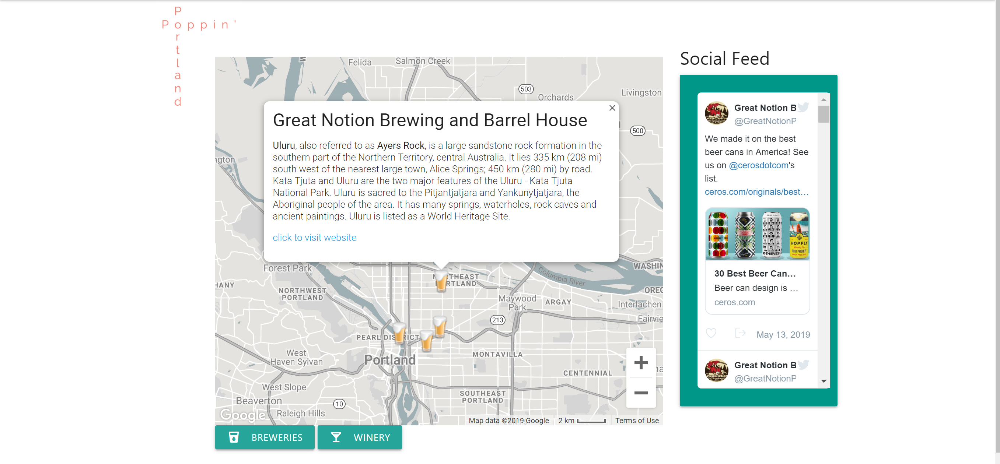 Portland
Poppin'
Social Feed
Felida
Salmon Creek
503
Orchards
Livingston
500
Great Notion Brewing and Barrel House
Uluru, also referred to as Ayers Rock, is a large sandstone rock formation in the
southern part of the Northern Territory, central Australia. It lies 335 km (208 mi)
south west of the nearest large town, Alice Springs; 450 km (280 mi) by road.
Kata Tjuta and Uluru are the two major features of the Uluru - Kata Tjuta
National Park. Uluru is sacred to the Pitjantjatjara and Yankunytjatjara, the
Aboriginal people of the area. It has many springs, waterholes, rock caves and
ancient paintings. Uluru is listed as a World Heritage Site.
click to visit website
Forest Park
Columbia River
WASHIN
NORTHWEST
PORTLAND
HANY
OREG
Maywood
Park
ARGAY
Interlachen
213
Fairvie
PEARL DIS RICT
West
Haven-Sylvan
Portland
MONTAVILLA
CENTENNIAL
West Slope
SOUTHEAST
PORTLAND
Beaverton
10
Raleigh Hills
Google
Map data ©2019 Google
2 km
Terms of Use
BREWERIES
WINERY
Great Notion B
@GreatNotionP
We made it on the best
beer cans in America! See
us on @cerosdotcom's
list.
ceros.com/originals/best…
HOPFLY
FIRST PRIORITY
INDIA PALE ALE
40THIEVES
30 Best Beer Can…
Beer can design is …
ceros.com
May 13, 2019
Great Notion B
@GreatNotionP